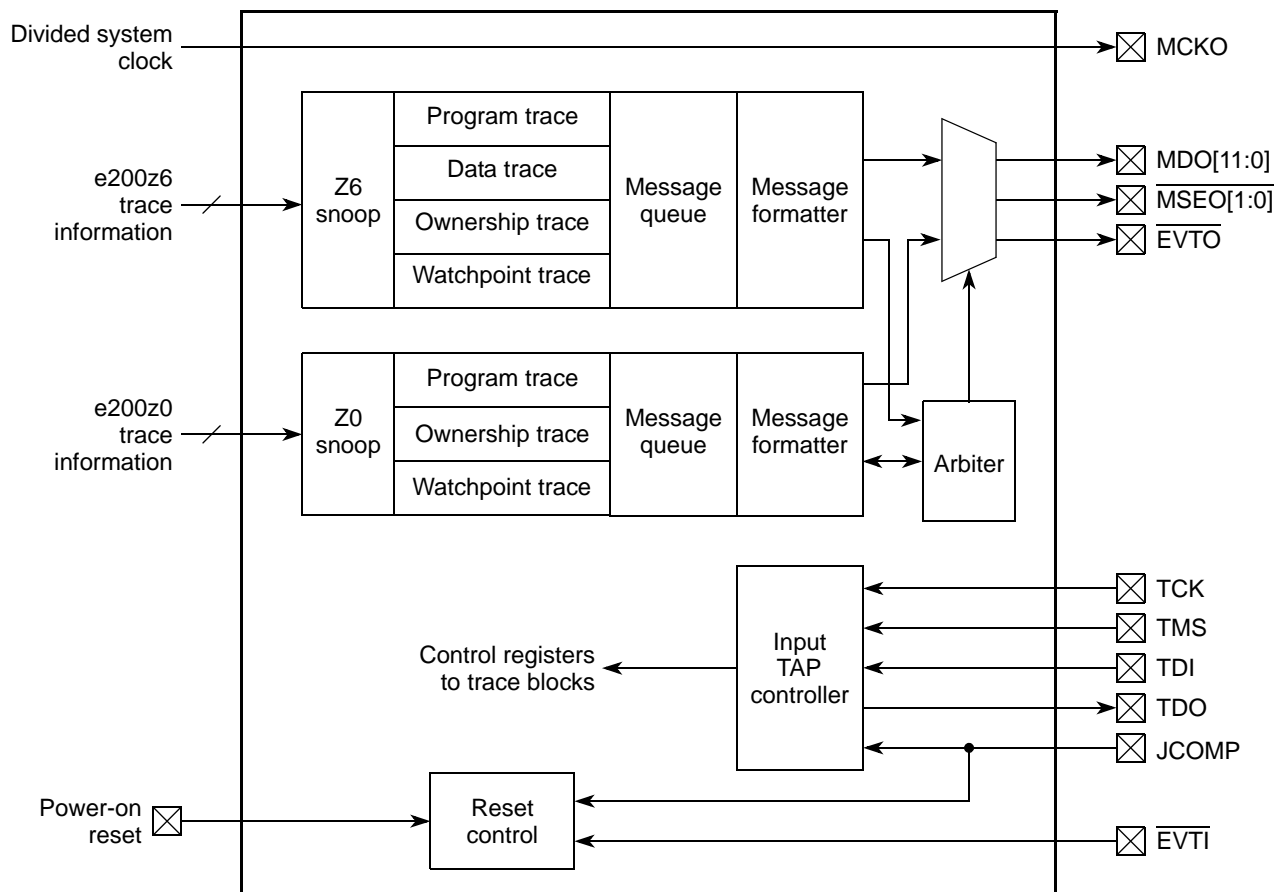 Divided system
clock
MCKO
Program trace
Data trace
Ownership trace
Watchpoint trace
e200z6
trace
information
Z6
snoop
Message
queue
Message
formatter
MDO[11:0]
MSEO[1:0]
EVTO
e200z0
trace
information
Z0
snoop
Program trace
Ownership trace
Watchpoint trace
Message
queue
Message
formatter
Arbiter
Control registers
to trace blocks
Input
TAP
controller
TCK
TMS
TDI
TDO
JCOMP
Power-on
reset
Reset
control
EVTI